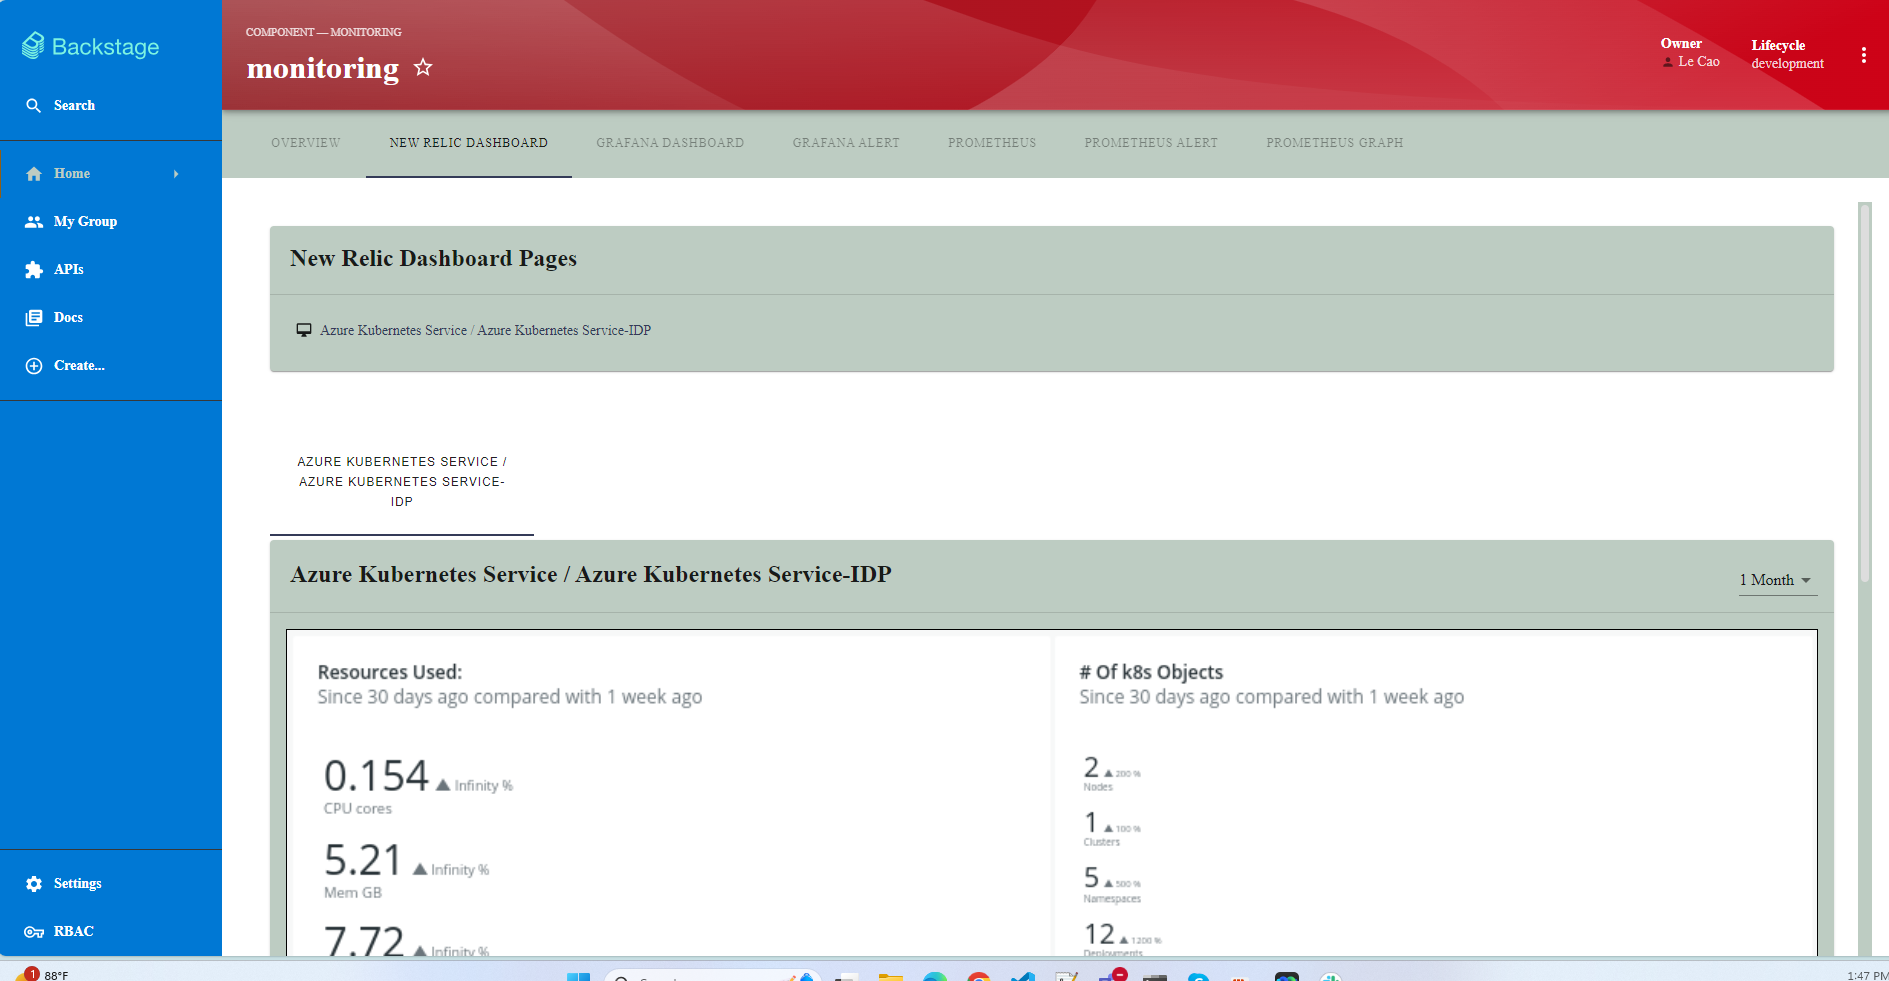 Backstage
Search
Home
My Group
APIs
Docs
Create...
Settings
RBAC
COMPONENT — MONITORING
monitoring
Owner
Le Cao
Lifecycle
development
OVERVIEW
NEW RELIC DASHBOARD
GRAFANA DASHBOARD
GRAFANA ALERT
PROMETHEUS
PROMETHEUS ALERT
PROMETHEUS GRAPH
New Relic Dashboard Pages
Azure Kubernetes Service / Azure Kubernetes Service-IDP
AZURE KUBERNETES SERVICE /
AZURE KUBERNETES SERVICE-
IDP
Azure Kubernetes Service / Azure Kubernetes Service-IDP
1 Month
Resources Used:
Since 30 days ago compared with 1 week ago
0.154 ▲ Infinity %
CPU cores
5.21 ▲ Infinity %
Mem GB
7.72 ▲ Infinity %
# Of k8s Objects
Since 30 days ago compared with 1 week ago
2 ▲ 200 %
Nodes
1 ▲ 100 %
Clusters
5 ▲ 500 %
Namespaces
12 ▲ 1200 %
Deployments
1
88°F
1:47 PM